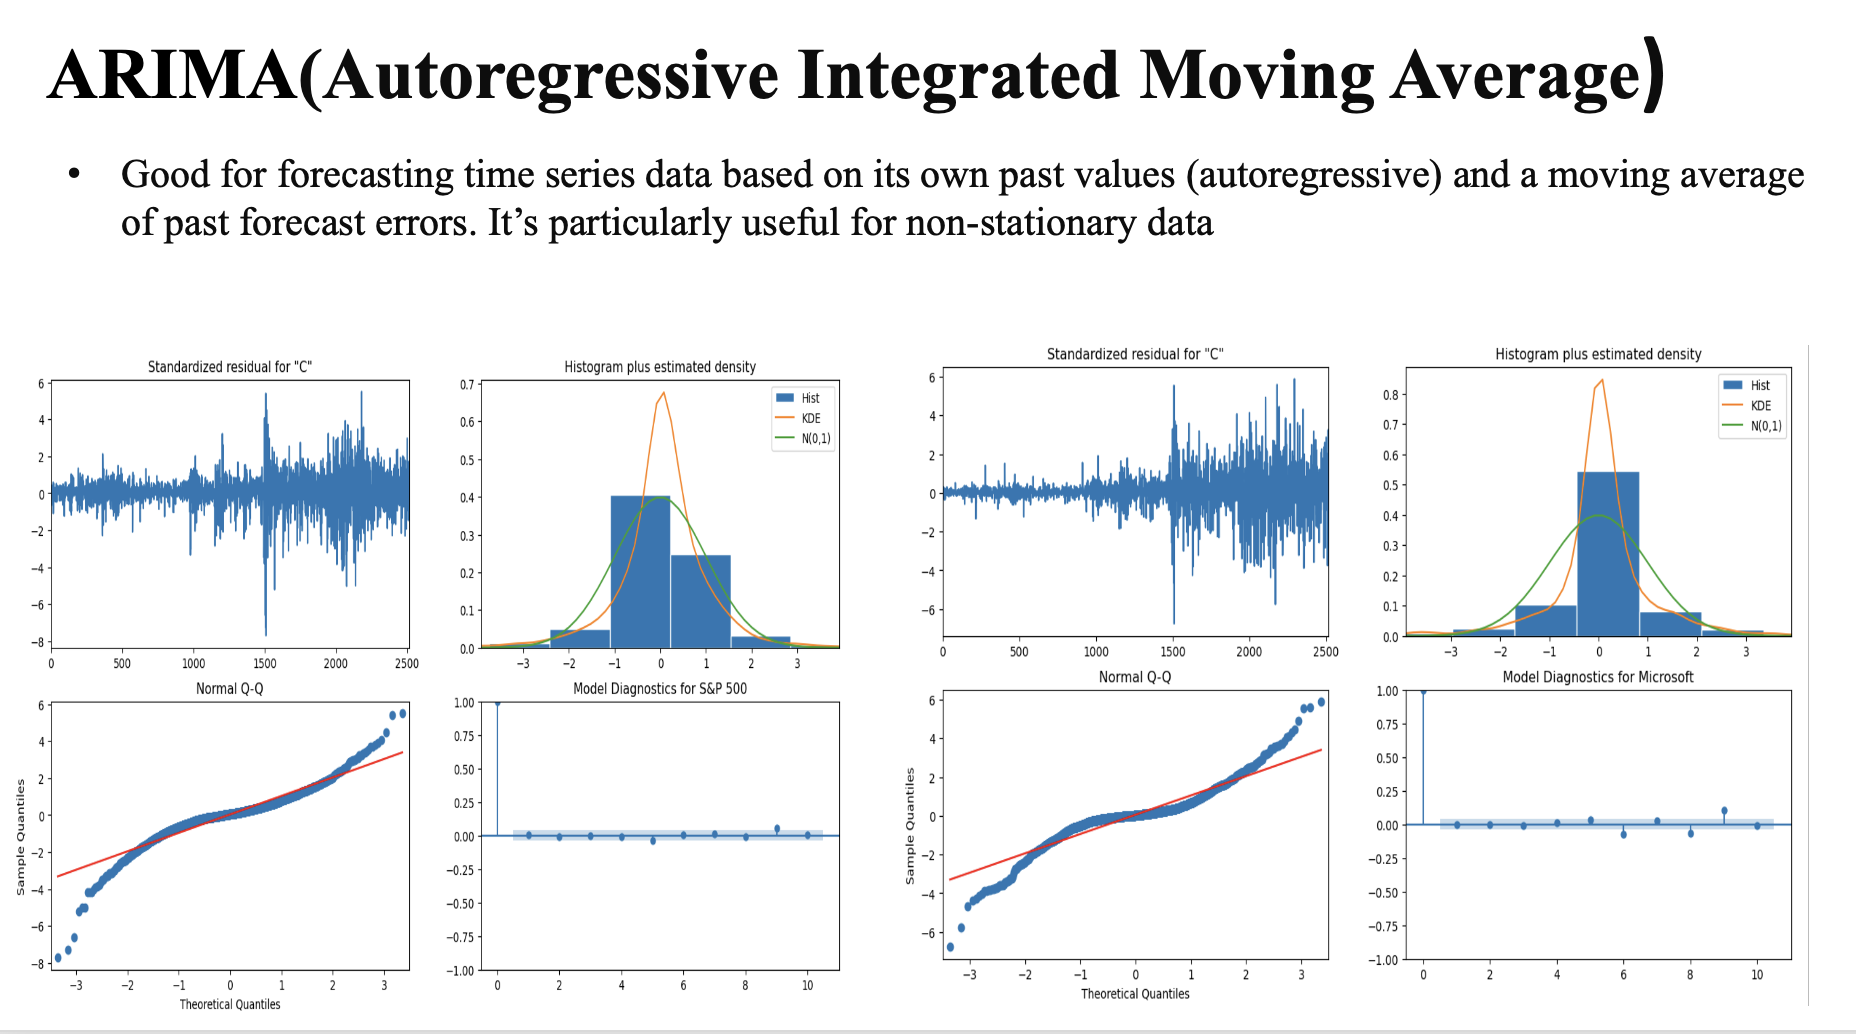 ARIMA(Autoregressive Integrated Moving Average)
• Good for forecasting time series data based on its own past values (autoregressive) and a moving average
of past forecast errors. It’s particularly useful for non-stationary data
Standardized residual for "C"
6
4
2
0
−2
−4
−6
−8
0 500 1000 1500 2000 2500
Histogram plus estimated density
Hist
KDE
N(0,1)
0.7
0.6
0.5
0.4
0.3
0.2
0.1
0.0
−3 −2 −1 0 1 2 3
Normal Q-Q
Sample Quantiles
6
4
2
0
−2
−4
−6
−8
−3 −2 −1 0 1 2 3
Theoretical Quantiles
Model Diagnostics for S&P 500
1.00
0.75
0.50
0.25
0.00
−0.25
−0.50
−0.75
−1.00
0 2 4 6 8 10
Standardized residual for "C"
6
4
2
0
−2
−4
−6
0 500 1000 1500 2000 2500
Histogram plus estimated density
Hist
KDE
N(0,1)
0.8
0.7
0.6
0.5
0.4
0.3
0.2
0.1
0.0
−3 −2 −1 0 1 2 3
Normal Q-Q
Sample Quantiles
6
4
2
0
−2
−4
−6
−3 −2 −1 0 1 2 3
Theoretical Quantiles
Model Diagnostics for Microsoft
1.00
0.75
0.50
0.25
0.00
−0.25
−0.50
−0.75
−1.00
0 2 4 6 8 10